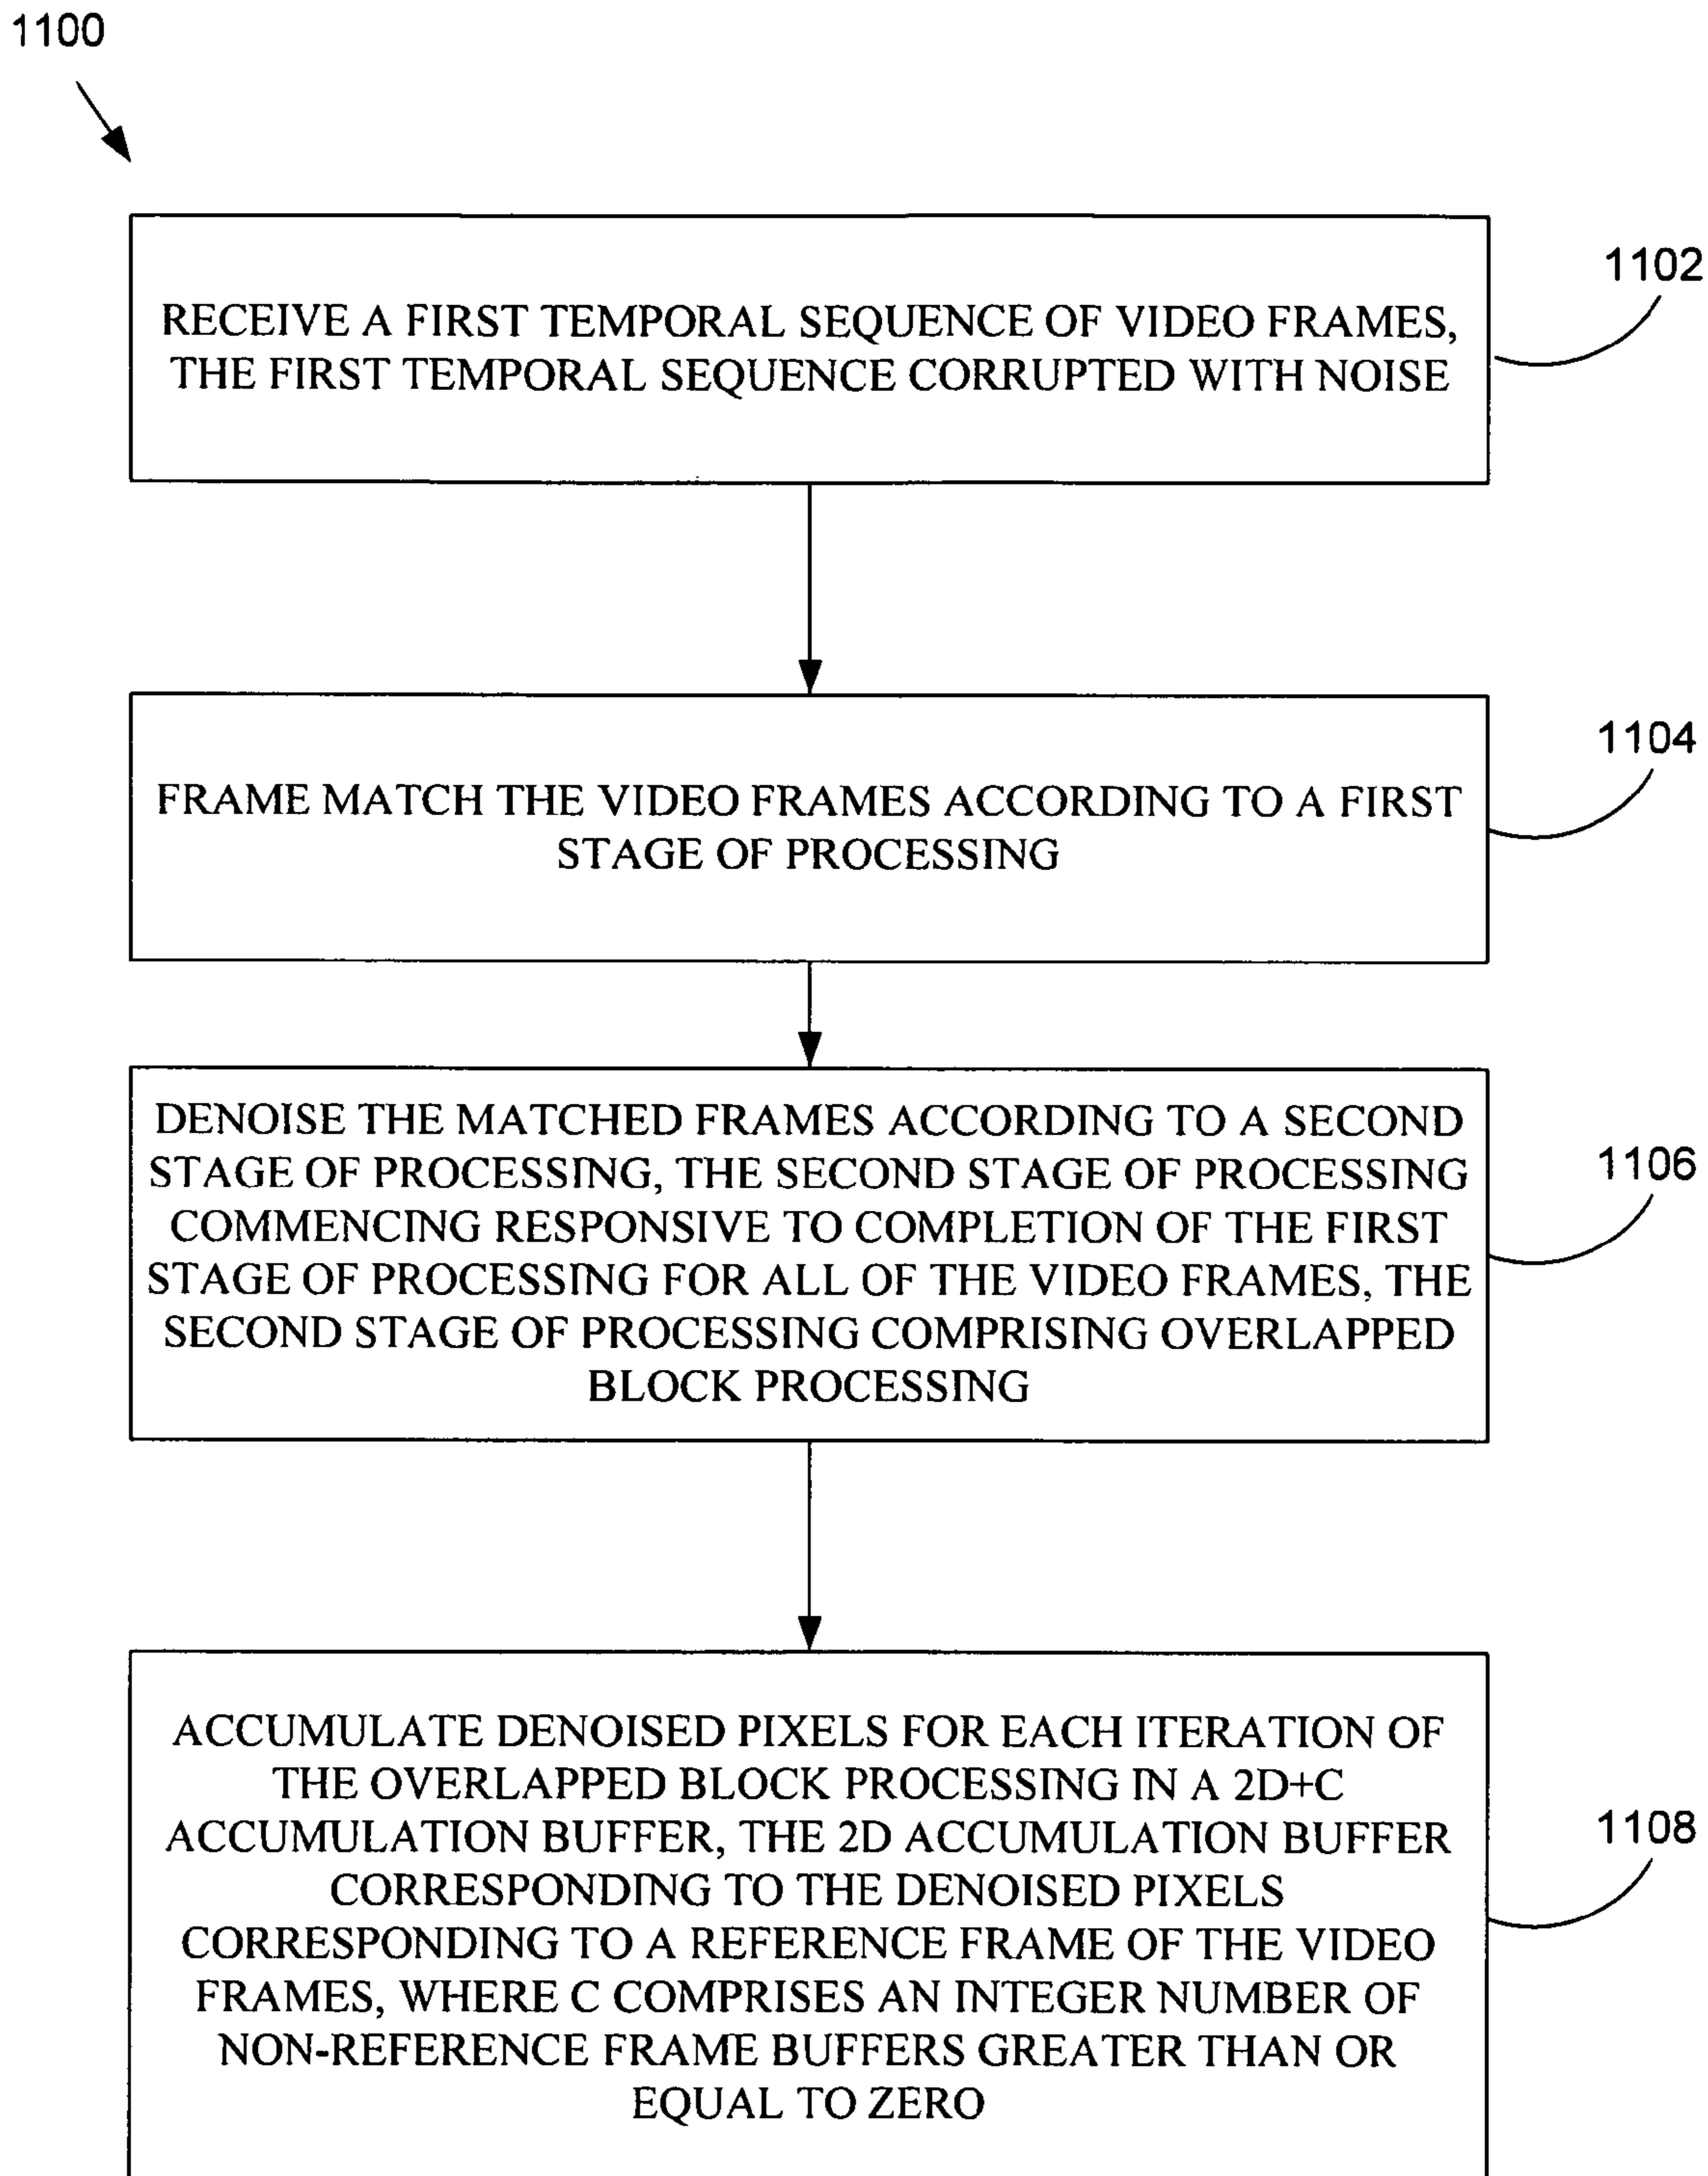 1100
RECEIVE A FIRST TEMPORAL SEQUENCE OF VIDEO FRAMES,
THE FIRST TEMPORAL SEQUENCE CORRUPTED WITH NOISE
1102
FRAME MATCH THE VIDEO FRAMES ACCORDING TO A FIRST
STAGE OF PROCESSING
1104
DENOISE THE MATCHED FRAMES ACCORDING TO A SECOND
STAGE OF PROCESSING, THE SECOND STAGE OF PROCESSING
COMMENCING RESPONSIVE TO COMPLETION OF THE FIRST
STAGE OF PROCESSING FOR ALL OF THE VIDEO FRAMES, THE
SECOND STAGE OF PROCESSING COMPRISING OVERLAPPED
BLOCK PROCESSING
1106
ACCUMULATE DENOISED PIXELS FOR EACH ITERATION OF
THE OVERLAPPED BLOCK PROCESSING IN A 2D+C
ACCUMULATION BUFFER, THE 2D ACCUMULATION BUFFER
CORRESPONDING TO THE DENOISED PIXELS
CORRESPONDING TO A REFERENCE FRAME OF THE VIDEO
FRAMES, WHERE C COMPRISES AN INTEGER NUMBER OF
NON-REFERENCE FRAME BUFFERS GREATER THAN OR
EQUAL TO ZERO
1108